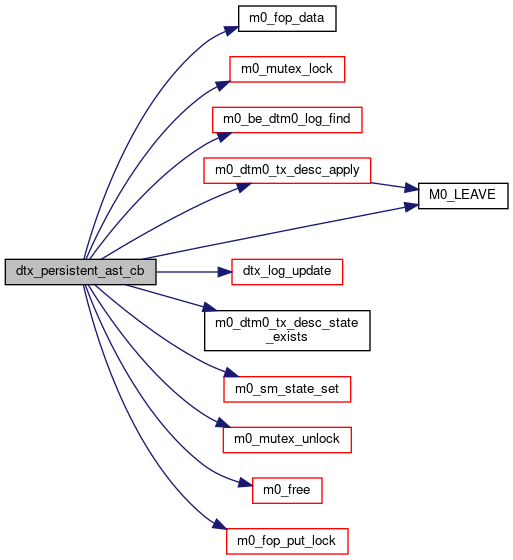 m0_fop_data
m0_mutex_lock
m0_be_dtm0_log_find
m0_dtm0_tx_desc_apply
M0_LEAVE
dtx_persistent_ast_cb
dtx_log_update
m0_dtm0_tx_desc_state
_exists
m0_sm_state_set
m0_mutex_unlock
m0_free
m0_fop_put_lock